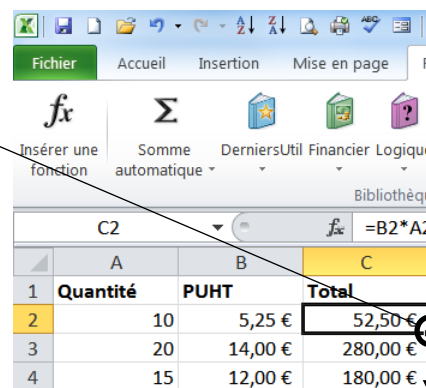 Fichier Accueil Insertion Mise en page
Insérer une fonction Somme automatique DerniersUtil Financier Logique
Bibliothèq
C2 fx =B2*A2
A B C
1 Quantité PUHT Total
2 10 5,25 € 52,50 €
3 20 14,00 € 280,00 €
4 15 12,00 € 180,00 €